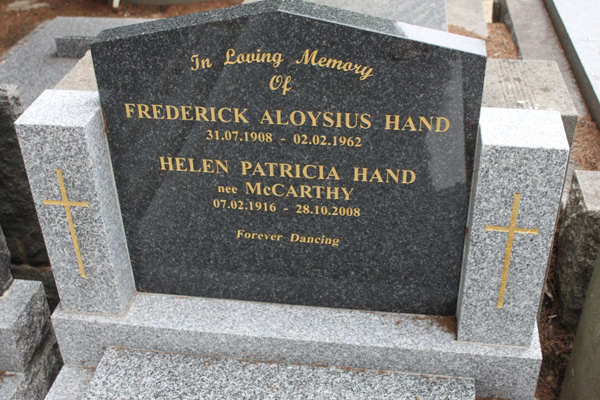 In Loving Memory
Of
FREDERICK ALOYSIUS HAND
31.07.1908 - 02.02.1962
HELEN PATRICIA HAND
nee McCARTHY
07.02.1916 - 28.10.2008
Forever Dancing